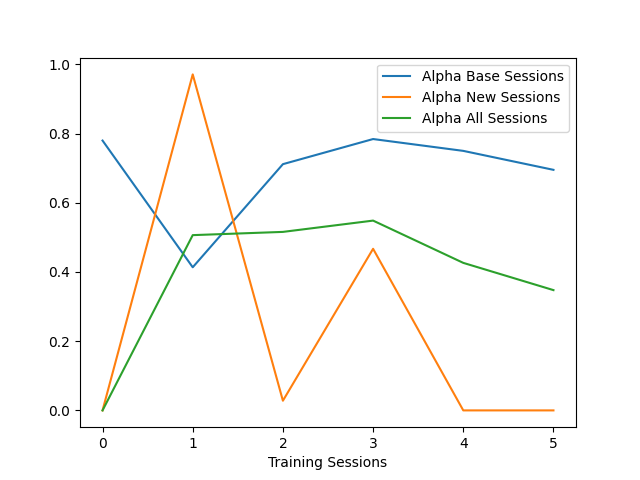 1.0
0.8
0.6
0.4
0.2
0.0
Alpha Base Sessions
Alpha New Sessions
Alpha All Sessions
0 1 2 3 4 5
Training Sessions